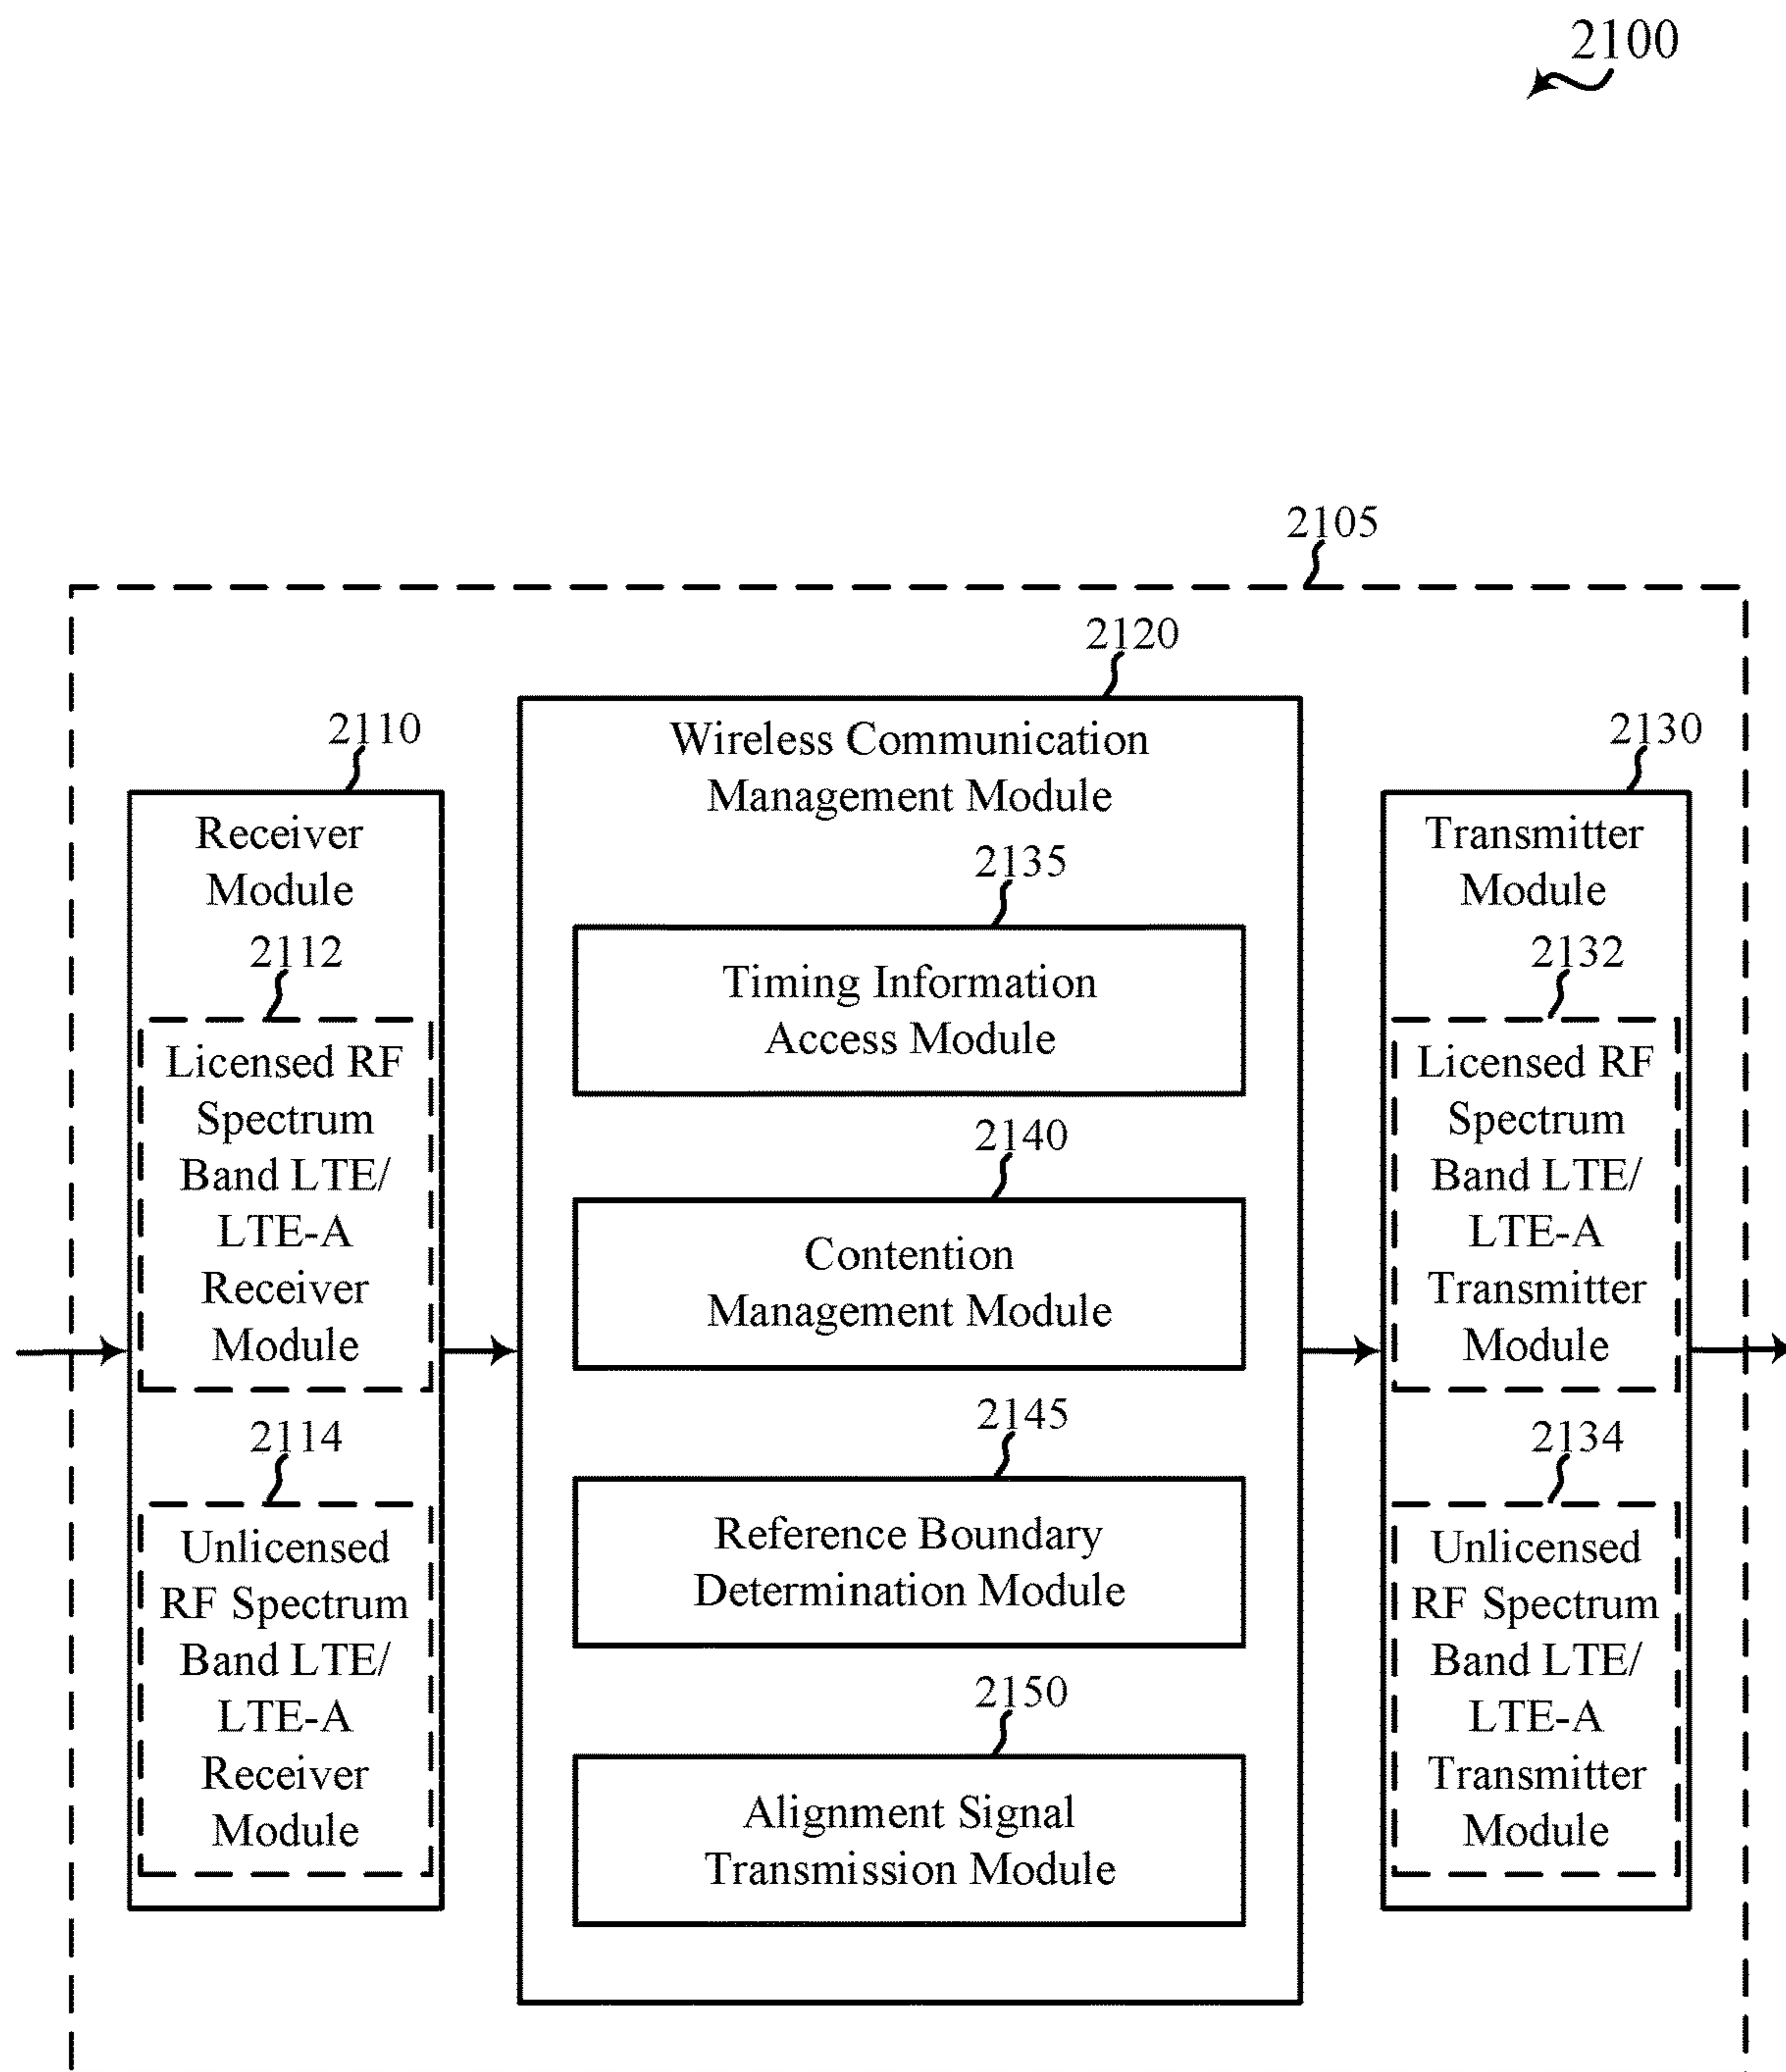 2100
2105
2120
2110
2130
Wireless Communication
Management Module
Receiver
Module
Transmitter
Module
2135
2112
2132
Timing Information
Access Module
Licensed RF
Spectrum
Band LTE/
LTE-A
Receiver
Module
Licensed RF
Spectrum
Band LTE/
LTE-A
Transmitter
Module
2140
Contention
Management Module
2114
2134
2145
Reference Boundary
Determination Module
Unlicensed
RF Spectrum
Band LTE/
LTE-A
Receiver
Module
Unlicensed
RF Spectrum
Band LTE/
LTE-A
Transmitter
Module
2150
Alignment Signal
Transmission Module